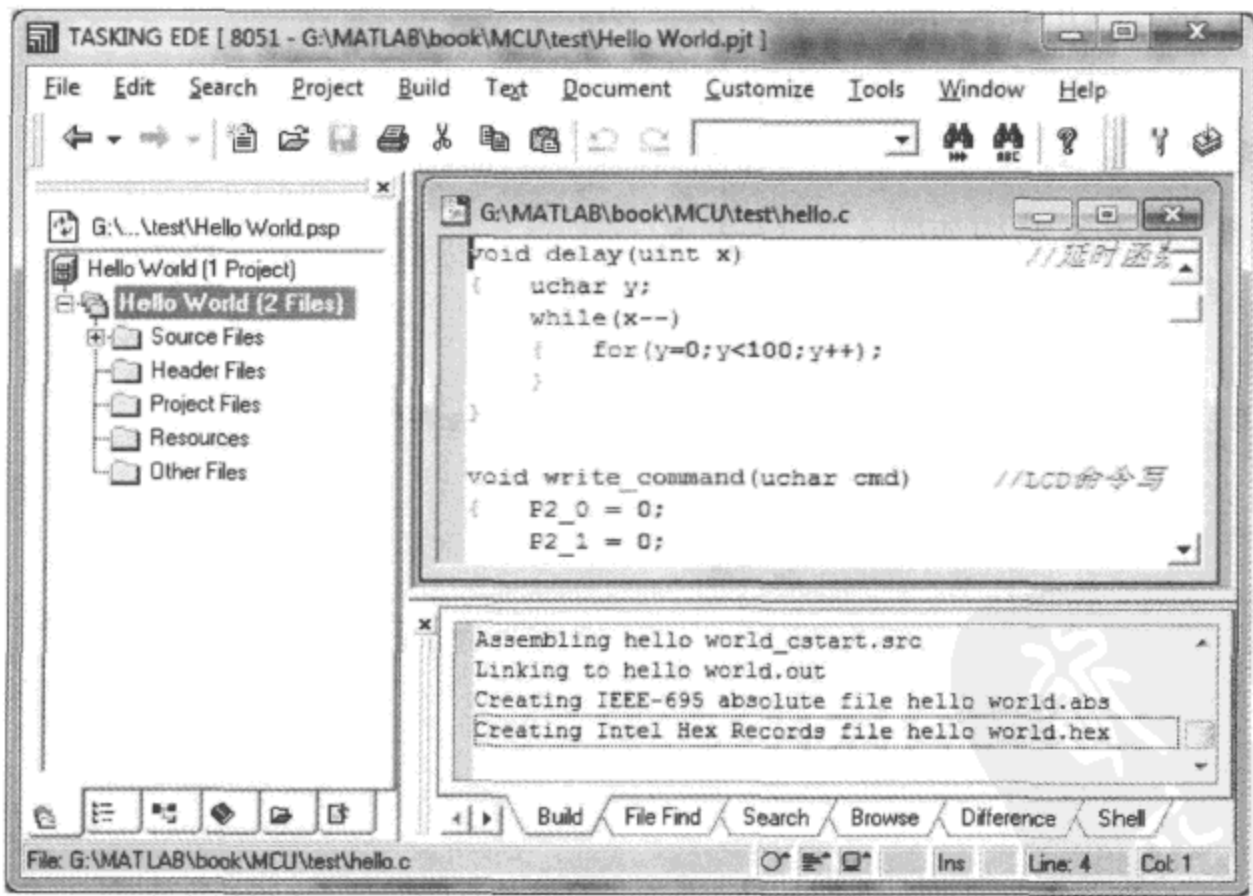 TASKING EDE [ 8051 - G:\MATLAB\book\MCU\test\Hello World.pjt ]
File Edit Search Project Build Text Document Customize Tools Window Help
G:\...\test\Hello World.psp
Hello World (1 Project)
Hello World (2 Files)
Source Files
Header Files
Project Files
Resources
Other Files
G:\MATLAB\book\MCU\test\hello.c
void delay(uint x) //延时函
{ uchar y;
while(x--)
{ for(y=0;y<100;y++);
}
}
void write_command(uchar cmd) //LCD命令写
{ P2_0 = 0;
P2_1 = 0;
Assembling hello world_cstart.src
Linking to hello world.out
Creating IEEE-695 absolute file hello world.abs
Creating Intel Hex Records file hello world.hex
Build File Find Search Browse Difference Shell
File: G:\MATLAB\book\MCU\test\hello.c Ins Line: 4 Col: 1